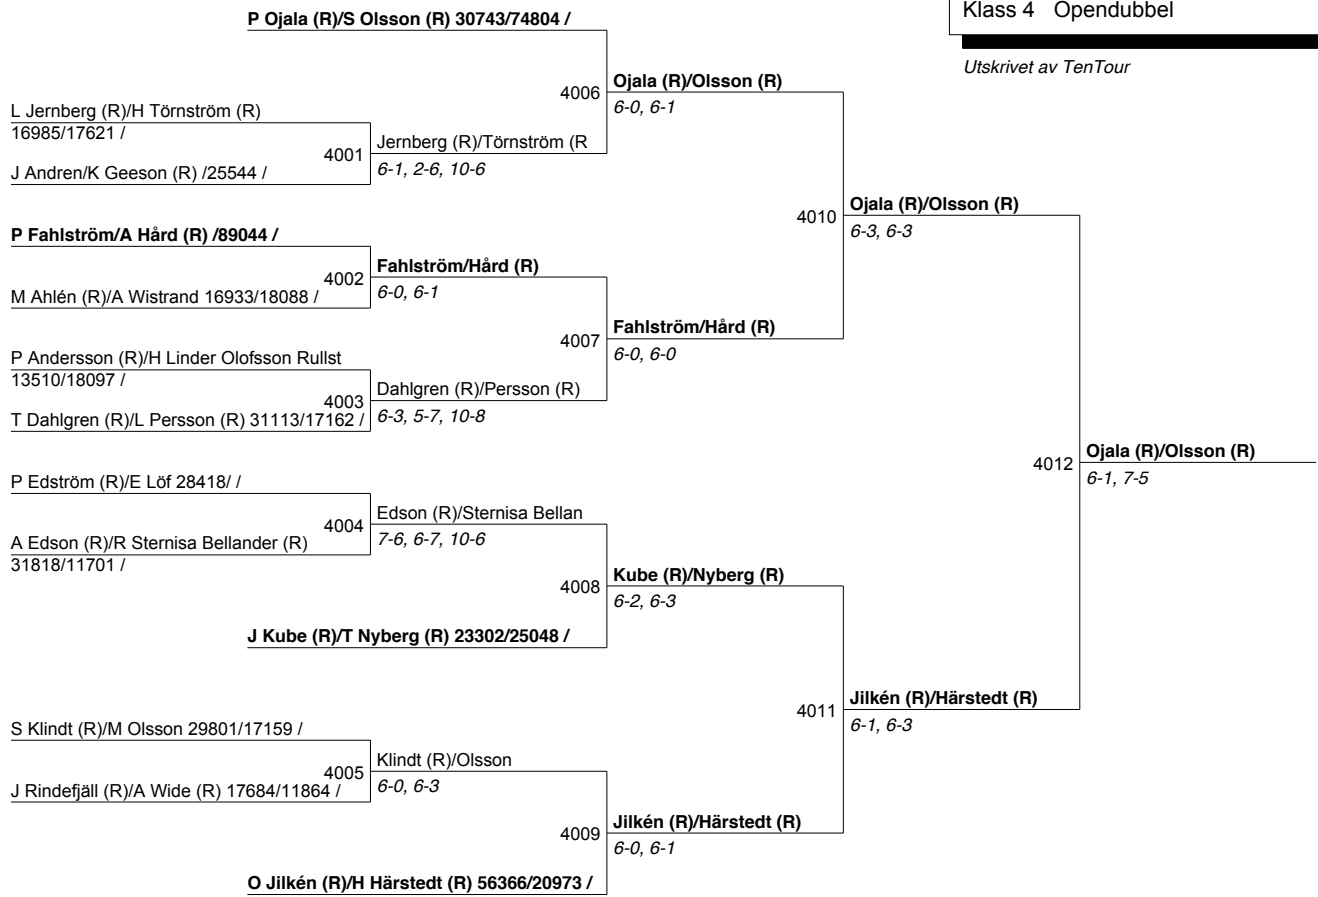 P Ojala (R)/S Olsson (R) 30743/74804 /
Klass 4 Opendubbel
Utskrivet av TenTour
4006
Ojala (R)/Olsson (R)
6-0, 6-1
L Jernberg (R)/H Törnström (R)
16985/17621 /
4001
Jernberg (R)/Törnström (R
6-1, 2-6, 10-6
J Andren/K Geeson (R) /25544 /
4010
Ojala (R)/Olsson (R)
6-3, 6-3
P Fahlström/A Hård (R) /89044 /
4002
Fahlström/Hård (R)
6-0, 6-1
M Ahlén (R)/A Wistrand 16933/18088 /
4007
Fahlström/Hård (R)
6-0, 6-0
P Andersson (R)/H Linder Olofsson Rullst
13510/18097 /
4003
Dahlgren (R)/Persson (R)
6-3, 5-7, 10-8
T Dahlgren (R)/L Persson (R) 31113/17162 /
4012
Ojala (R)/Olsson (R)
6-1, 7-5
P Edström (R)/E Löf 28418/ /
4004
Edson (R)/Sternisa Bellan
7-6, 6-7, 10-6
A Edson (R)/R Sternisa Bellander (R)
31818/11701 /
4008
Kube (R)/Nyberg (R)
6-2, 6-3
J Kube (R)/T Nyberg (R) 23302/25048 /
4011
Jilkén (R)/Härstedt (R)
6-1, 6-3
S Klindt (R)/M Olsson 29801/17159 /
4005
Klindt (R)/Olsson
6-0, 6-3
J Rindefjäll (R)/A Wide (R) 17684/11864 /
4009
Jilkén (R)/Härstedt (R)
6-0, 6-1
O Jilkén (R)/H Härstedt (R) 56366/20973 /